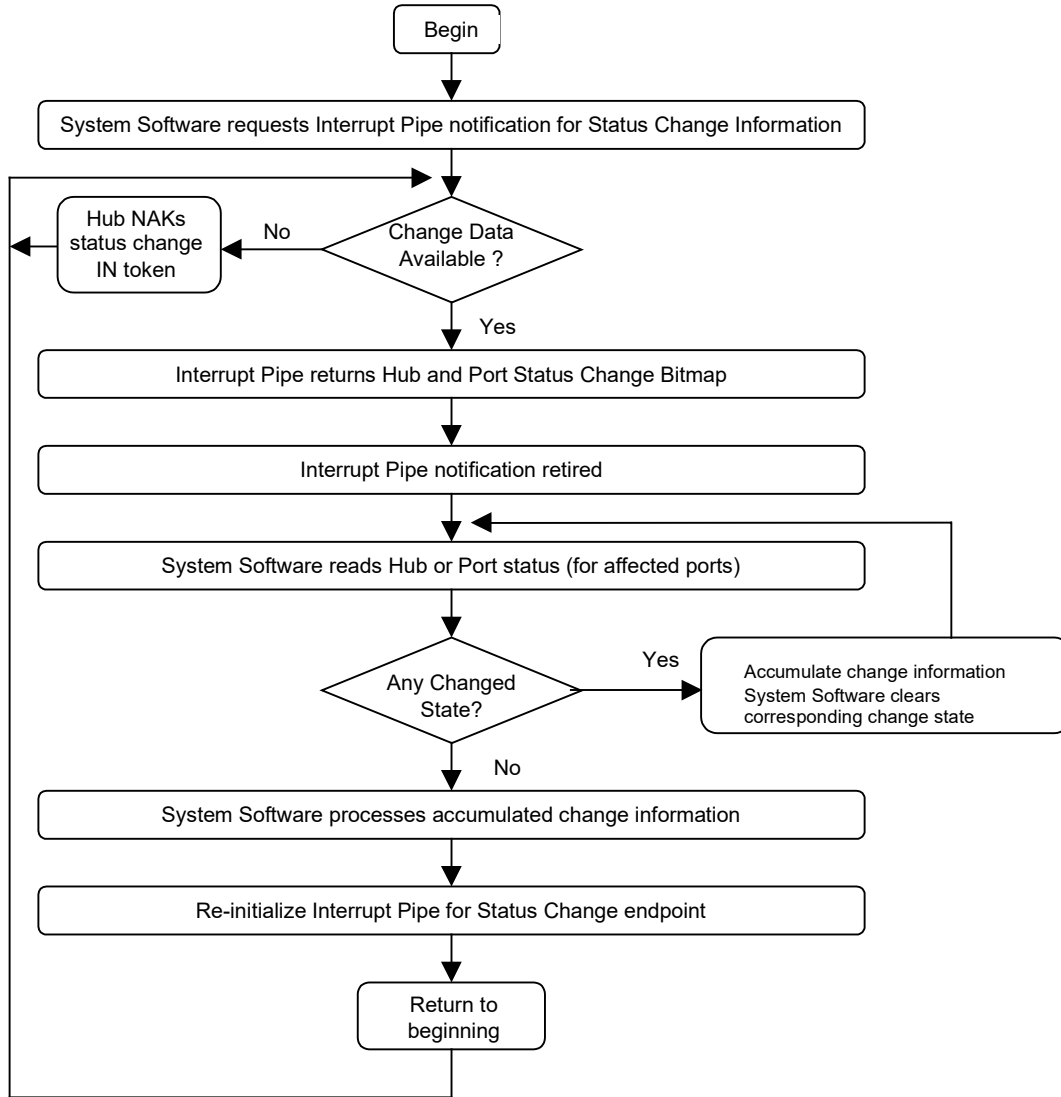 Begin
System Software requests Interrupt Pipe notification for Status Change Information
Hub NAKs
status change
IN token
No
Change Data
Available ?
Yes
Interrupt Pipe returns Hub and Port Status Change Bitmap
Interrupt Pipe notification retired
System Software reads Hub or Port status (for affected ports)
Any Changed
State?
Yes
Accumulate change information
System Software clears
corresponding change state
No
System Software processes accumulated change information
Re-initialize Interrupt Pipe for Status Change endpoint
Return to
beginning